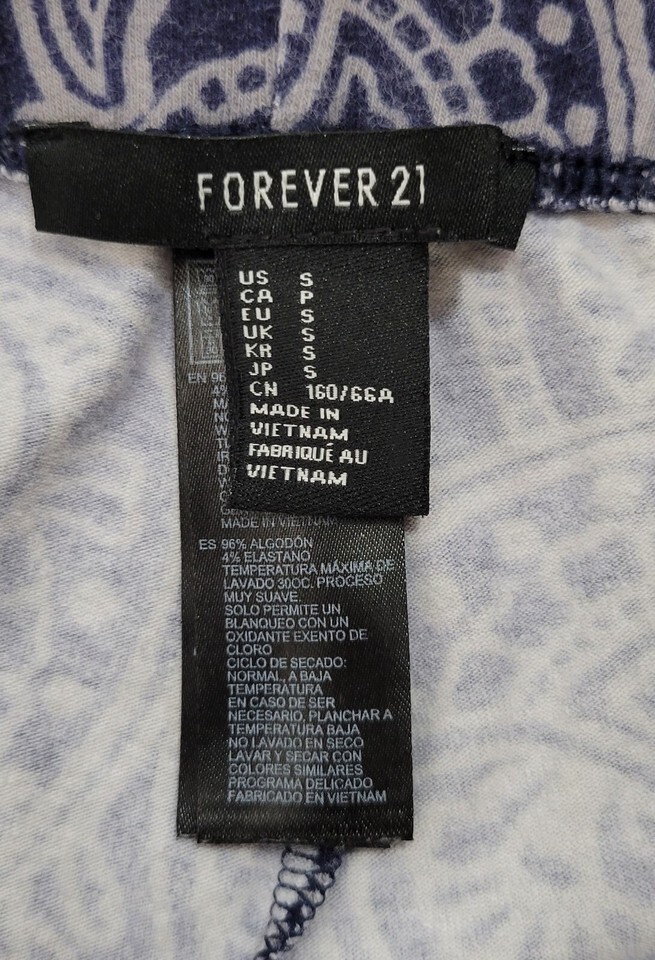 FOREVER 21
US S
CA P
EU S
UK S
KR S
JP S
CN 160/66A
MADE IN
VIETNAM
FABRIQUÉ AU
VIETNAM
EN 96
MADE IN VIETNAM
ES 96% ALGODÓN
4% ELASTANO
TEMPERATURA MÁXIMA DE
LAVADO 30OC. PROCESO
MUY SUAVE.
SOLO PERMITE UN
BLANQUEO CON UN
OXIDANTE EXENTO DE
CLORO
CICLO DE SECADO:
NORMAL, A BAJA
TEMPERATURA
EN CASO DE SER
NECESARIO, PLANCHAR A
TEMPERATURA BAJA
NO LAVADO EN SECO
LAVAR Y SECAR CON
COLORES SIMILARES
PROGRAMA DELICADO
FABRICADO EN VIETNAM